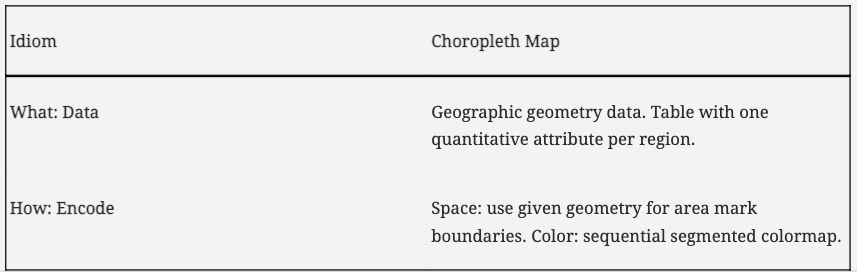 Idiom
Choropleth Map
What: Data
Geographic geometry data. Table with one
quantitative attribute per region.
How: Encode
Space: use given geometry for area mark
boundaries. Color: sequential segmented colormap.